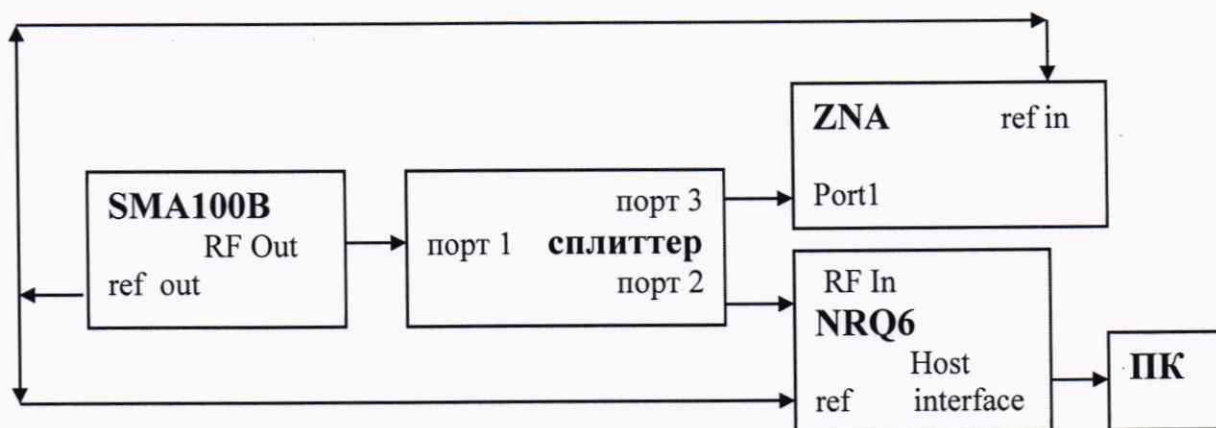 ZNA ref in
Port1
SMA100B
RF Out
ref out
порт 3
порт 1 сплиттер
порт 2
RF In
NRQ6
Host
ref interface
ПК